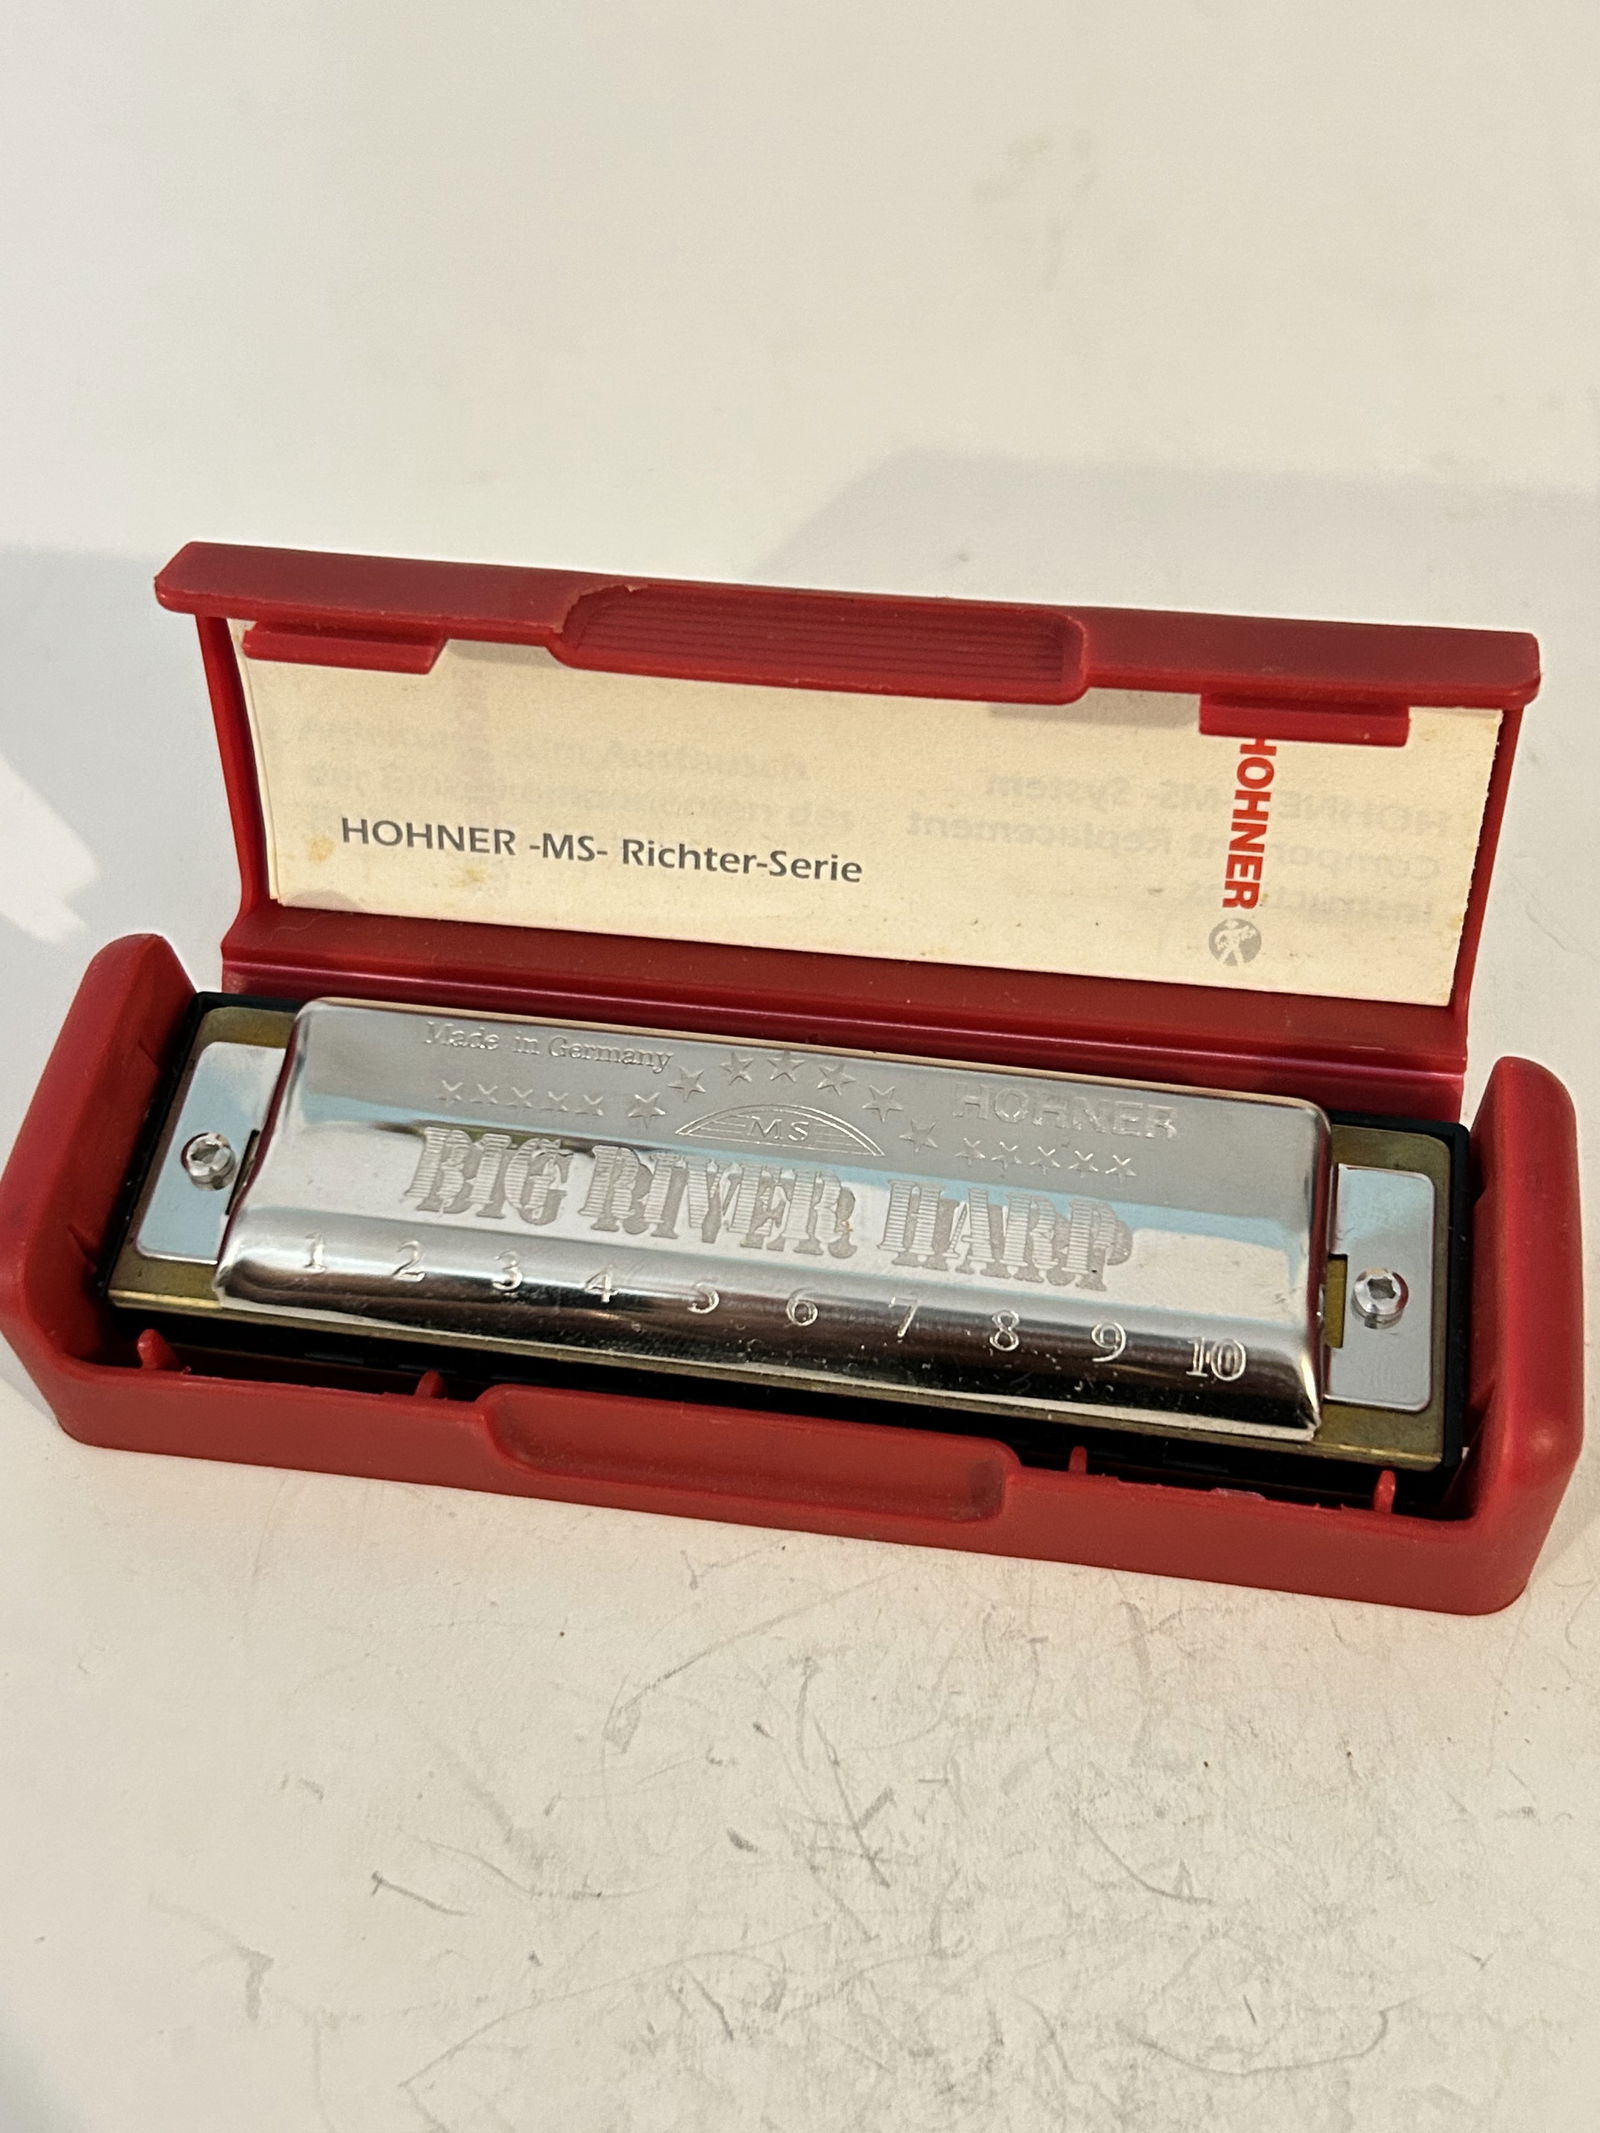 HOHNER
HOHNER -MS- Richter-Serie
Made in Germany
HOHNER
MS
BIG RIVER HARP
1 2 3 4 5 6 7 8 9 10